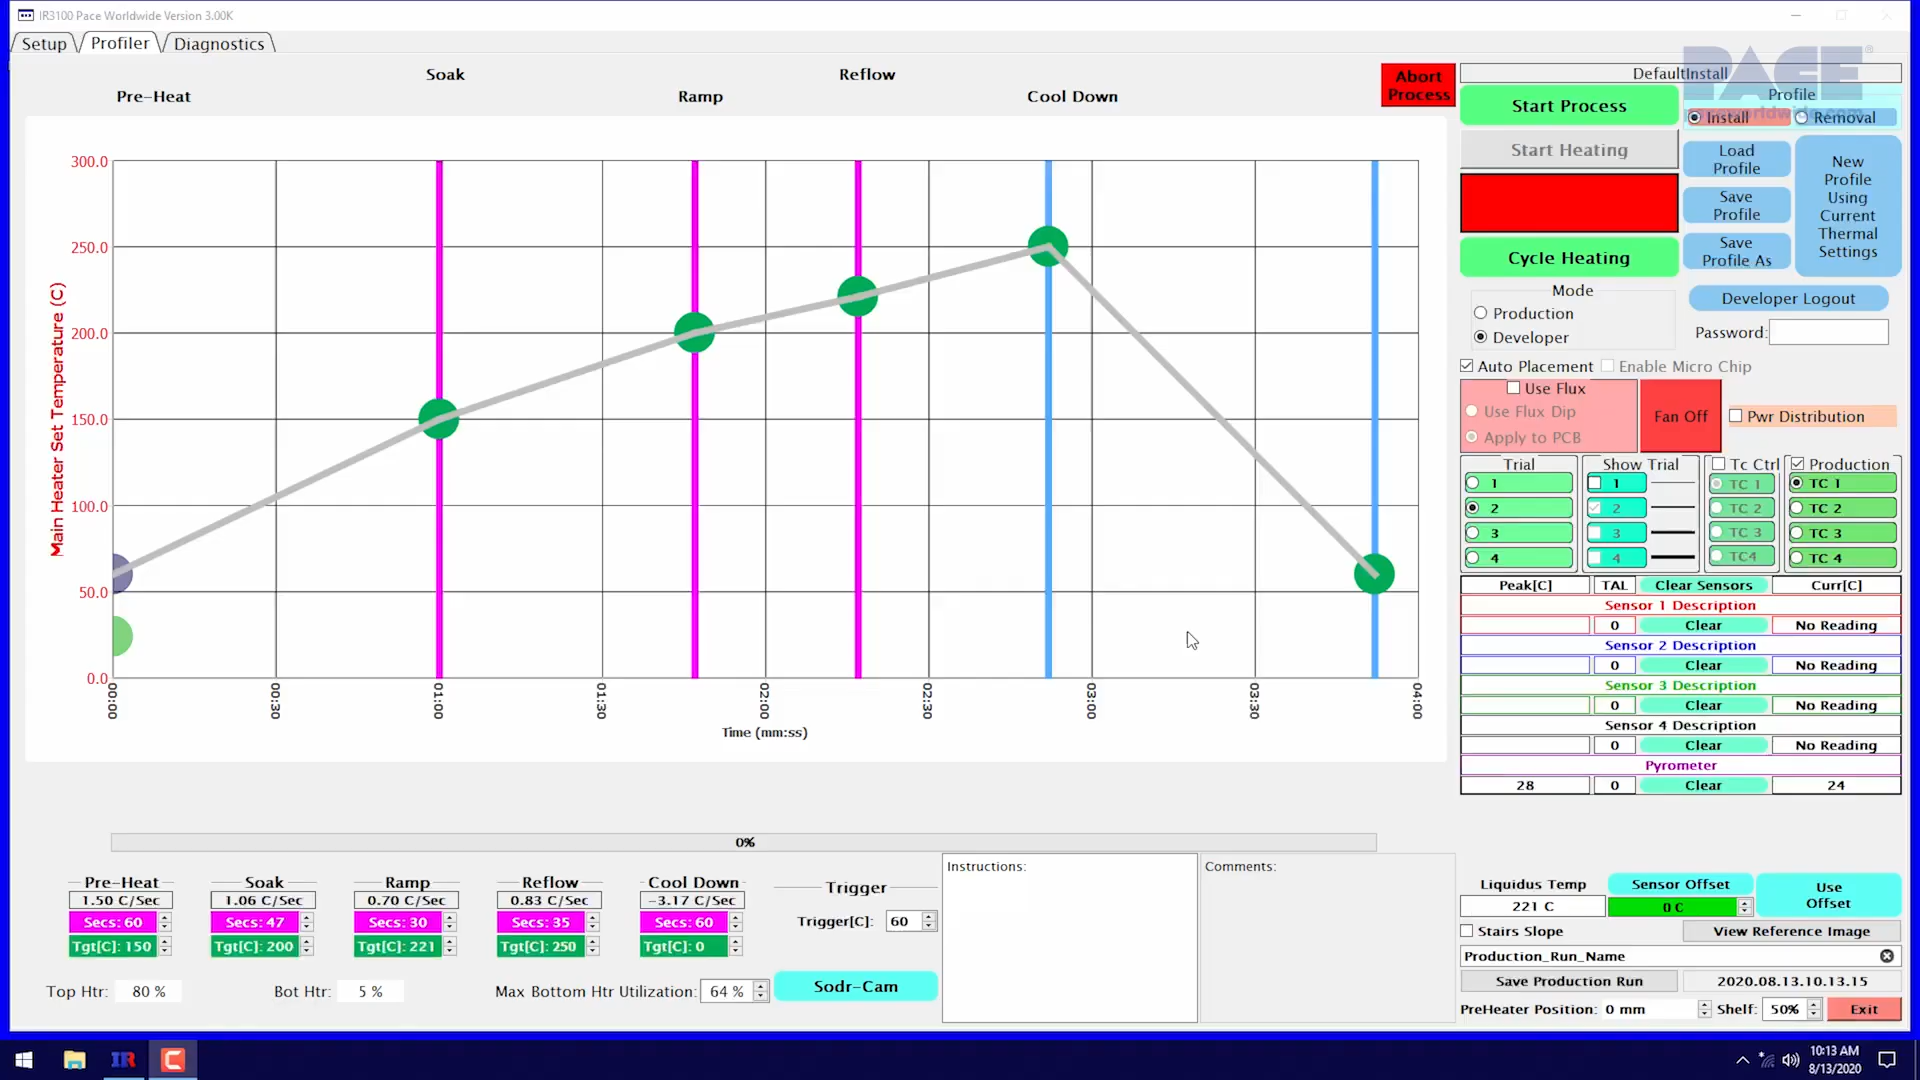 IR3100 Pace Worldwide Version 3.00K
Setup
Profiler
Diagnostics
Pre-Heat
Soak
Ramp
Reflow
Cool Down
Abort
Process
300.0
250.0
200.0
150.0
100.0
50.0
0.0
Main Heater Set Temperature (C)
00:00
00:30
01:00
01:30
02:00
02:30
03:00
03:30
04:00
Time (mm:ss)
PACE®
DefaultInstall
Start Process
Profile
Install
Removal
Start Heating
Load
Profile
Save
Profile
Save
Profile As
New
Profile
Using
Current
Thermal
Settings
Cycle Heating
Mode
Production
Developer
Developer Logout
Password:
Auto Placement
Enable Micro Chip
Use Flux
Use Flux Dip
Apply to PCB
Fan Off
Pwr Distribution
Trial
1
2
3
4
Show Trial
1
2
3
4
Tc Ctrl
TC 1
TC 2
TC 3
TC4
Production
TC 1
TC 2
TC 3
TC 4
Peak[C]
TAL
Clear Sensors
Curr[C]
Sensor 1 Description
0
Clear
No Reading
Sensor 2 Description
0
Clear
No Reading
Sensor 3 Description
0
Clear
No Reading
Sensor 4 Description
0
Clear
No Reading
Pyrometer
28
0
Clear
24
0%
Pre-Heat
1.50 C/Sec
Secs: 60
Tgt[C]: 150
Soak
1.06 C/Sec
Secs: 47
Tgt[C]: 200
Ramp
0.70 C/Sec
Secs: 30
Tgt[C]: 221
Reflow
0.83 C/Sec
Secs: 35
Tgt[C]: 250
Cool Down
-3.17 C/Sec
Secs: 60
Tgt[C]: 0
Trigger
Trigger[C]: 60
Top Htr: 80 %
Bot Htr: 5 %
Max Bottom Htr Utilization: 64 %
Sodr-Cam
Instructions:
Comments:
Liquidus Temp
221 C
Sensor Offset
0 C
Use
Offset
Stairs Slope
View Reference Image
Production_Run_Name
Save Production Run
2020.08.13.10.13.15
PreHeater Position: 0 mm
Shelf: 50%
Exit
IR
10:13 AM
8/13/2020